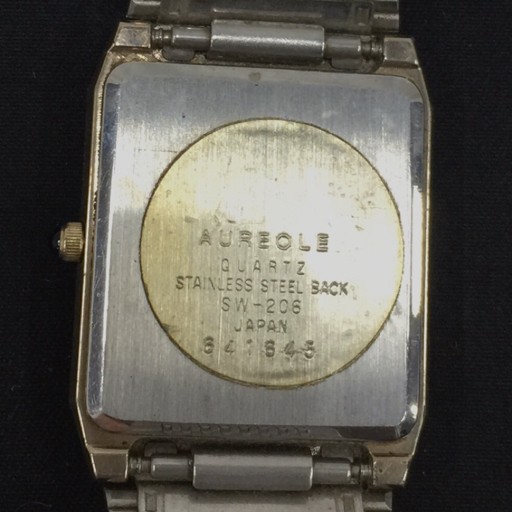 AUREOLE
QUARTZ
STAINLESS STEEL BACK
SW-206
JAPAN
641645